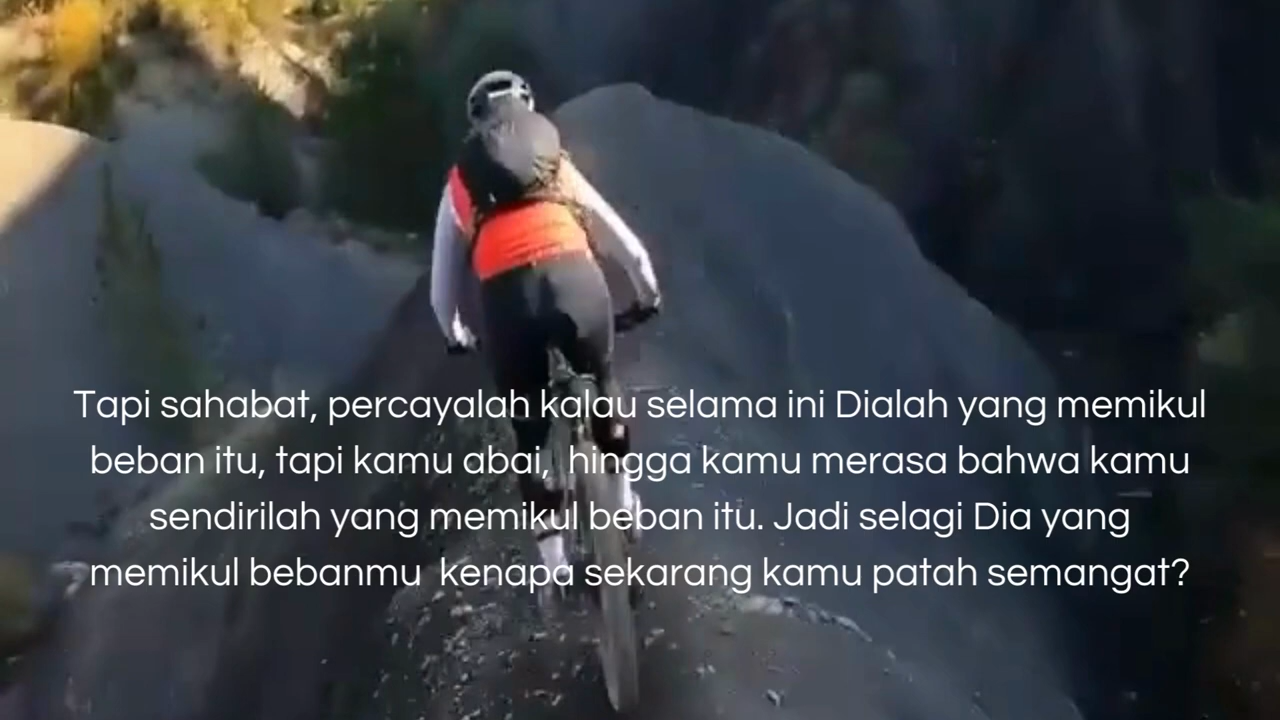 Tapi sahabat, percayalah kalau selama ini Dialah yang memikul
beban itu, tapi kamu abai,  hingga kamu merasa bahwa kamu
sendirilah yang memikul beban itu. Jadi selagi Dia yang
memikul bebanmu  kenapa sekarang kamu patah semangat?